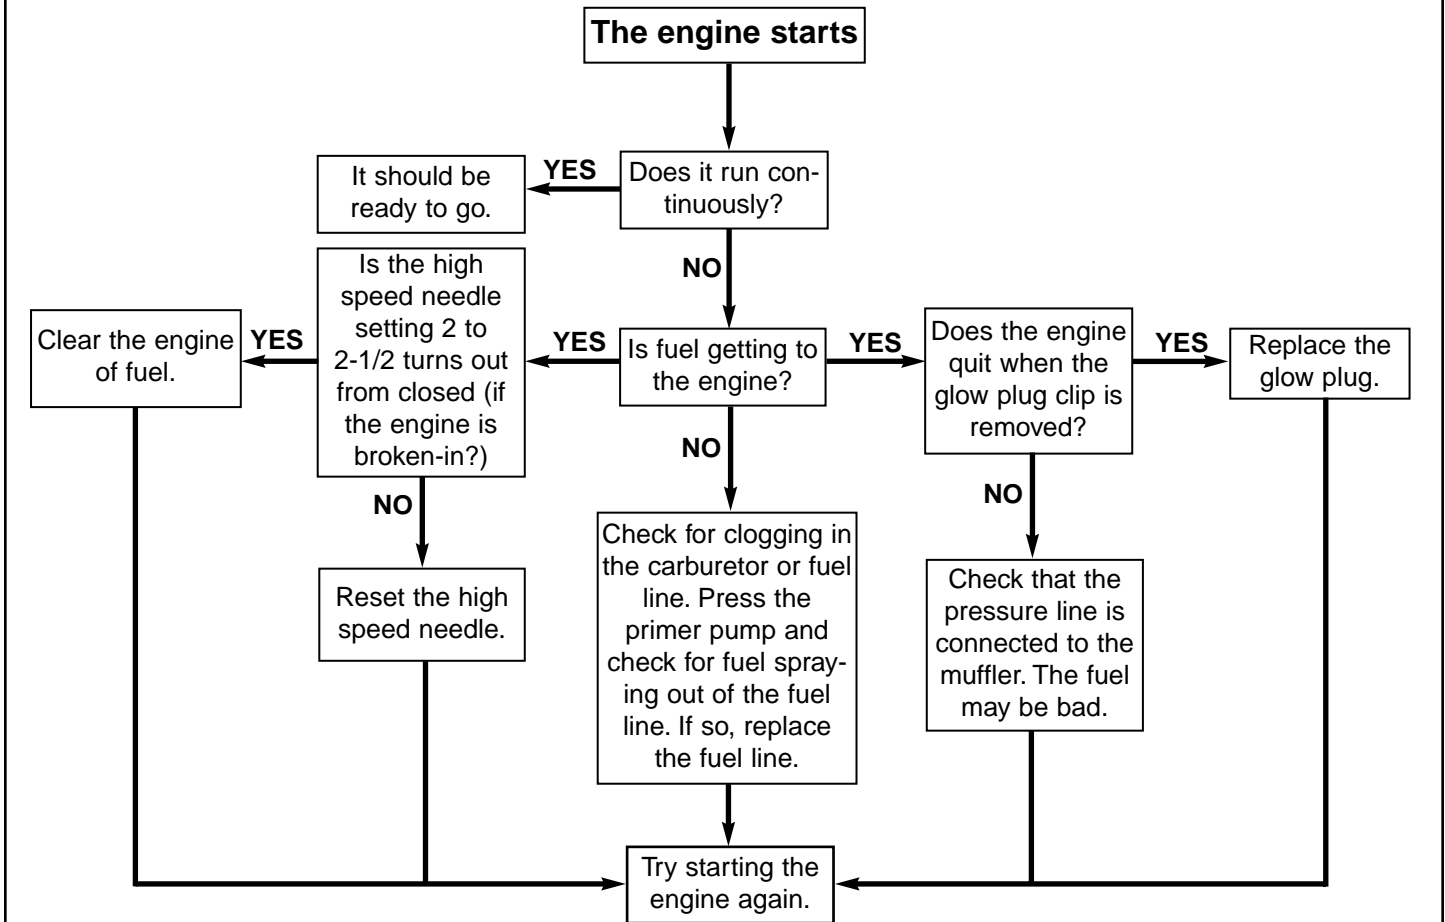 The engine starts
YES
It should be
ready to go.
Does it run con-
tinuously?
NO
Is the high
speed needle
setting 2 to
2-1/2 turns out
from closed (if
the engine is
broken-in?)
Clear the engine
of fuel.
YES
YES
Is fuel getting to
the engine?
YES
Does the engine
quit when the
glow plug clip is
removed?
YES
Replace the
glow plug.
NO
NO
NO
Reset the high
speed needle.
Check for clogging in
the carburetor or fuel
line. Press the
primer pump and
check for fuel spray-
ing out of the fuel
line. If so, replace
the fuel line.
Check that the
pressure line is
connected to the
muffler. The fuel
may be bad.
Try starting the
engine again.